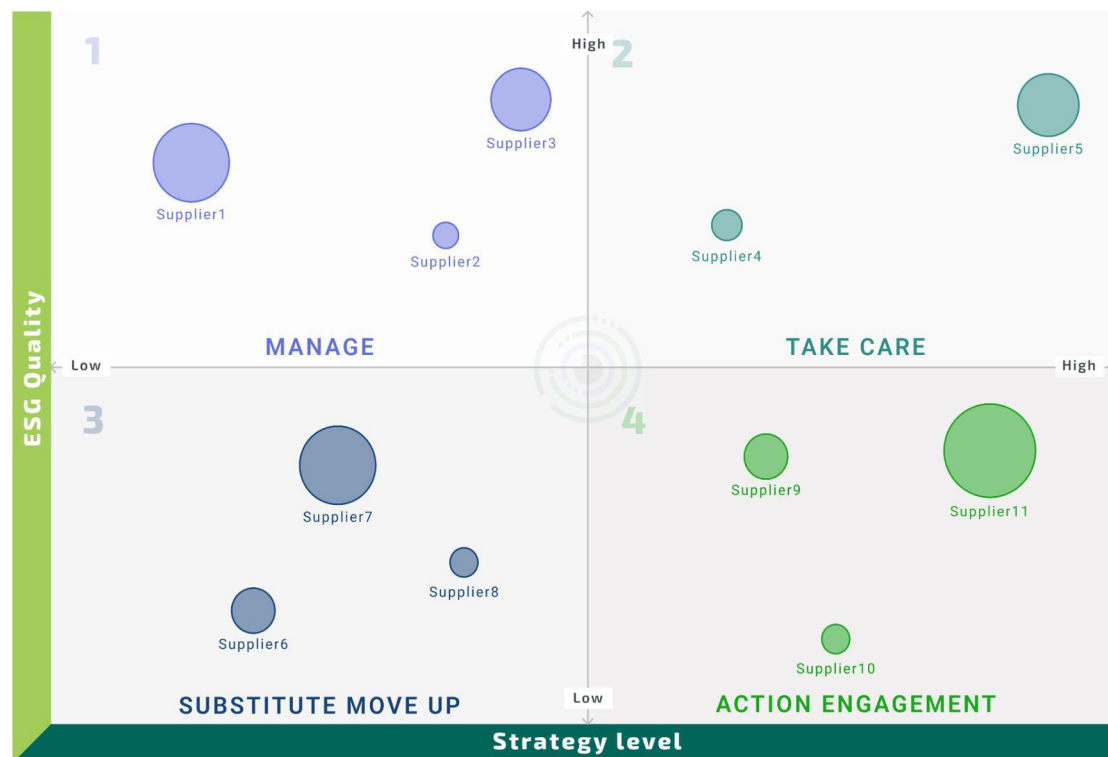 1
High
2
Supplier3
Supplier5
Supplier1
Supplier2
Supplier4
MANAGE
TAKE CARE
Low
High
ESG Quality
3
4
Supplier9
Supplier7
Supplier11
Supplier8
Supplier6
Supplier10
Low
SUBSTITUTE MOVE UP
ACTION ENGAGEMENT
Strategy level